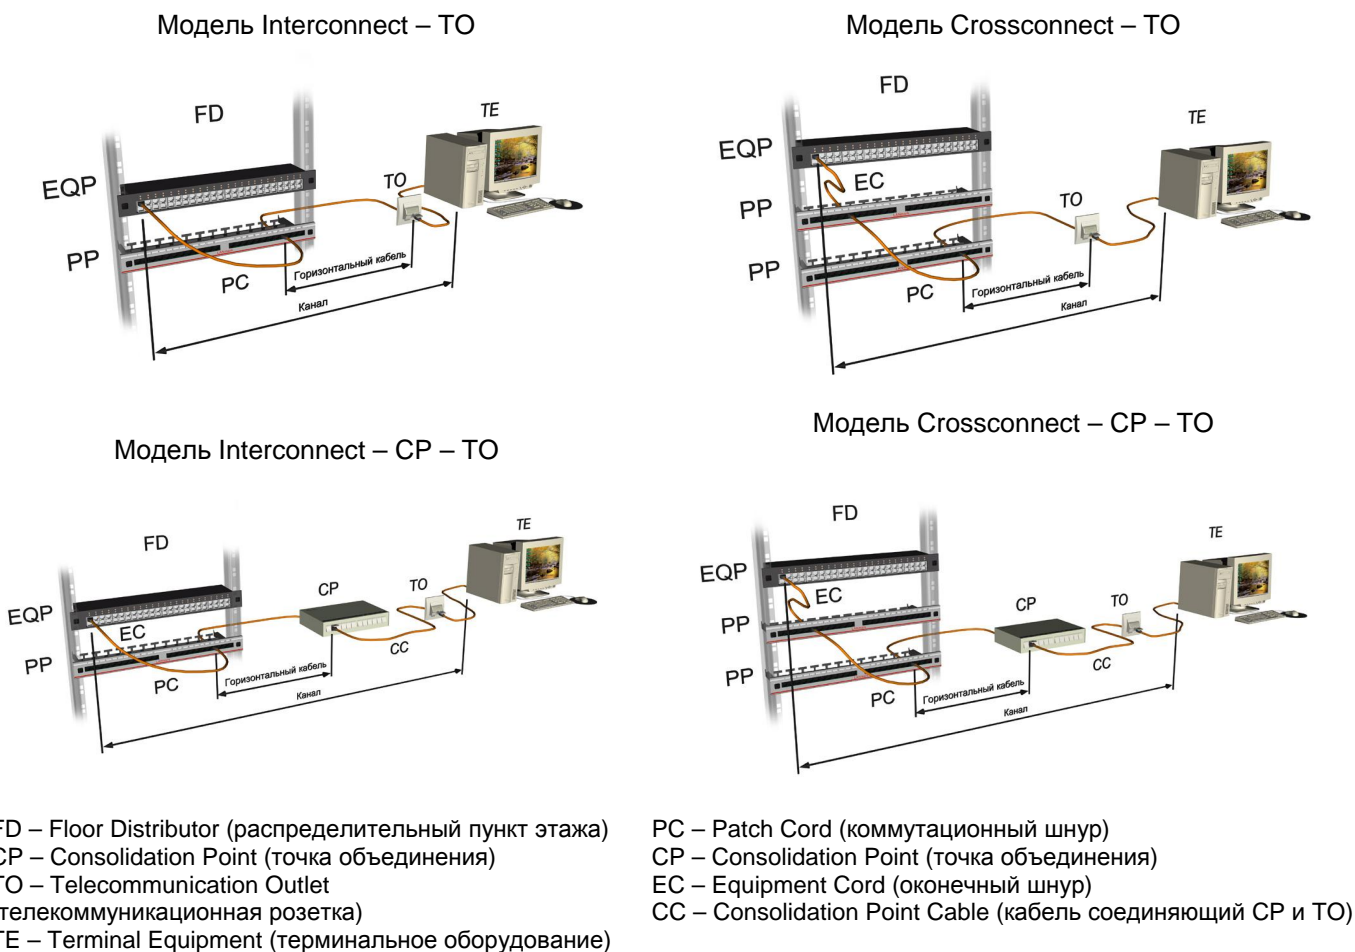 Модель Interconnect – TO
Модель Crossconnect – TO
FD
TE
EQP
TO
PP
PC
Горизонтальный кабель
Канал
FD
TE
EQP
EC
PP
TO
PP
PC
Горизонтальный кабель
Канал
Модель Interconnect – CP – TO
Модель Crossconnect – CP – TO
FD
TE
CP
TO
EQP
EC
PP
CC
PC
Горизонтальный кабель
Канал
FD
TE
EQP
EC
CP
TO
PP
CC
PP
PC
Горизонтальный кабель
Канал
FD – Floor Distributor (распределительный пункт этажа)
CP – Consolidation Point (точка объединения)
TO – Telecommunication Outlet
телекоммуникационная розетка)
TE – Terminal Equipment (терминальное оборудование)
PC – Patch Cord (коммутационный шнур)
CP – Consolidation Point (точка объединения)
EC – Equipment Cord (оконечный шнур)
CC – Consolidation Point Cable (кабель соединяющий CP и TO)